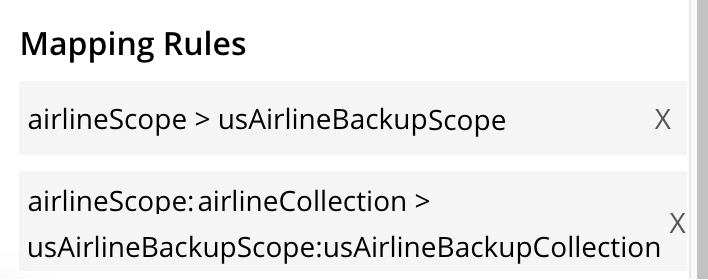 Mapping Rules
airlineScope > usAirlineBackupScope X
airlineScope:airlineCollection >
usAirlineBackupScope:usAirlineBackupCollection X